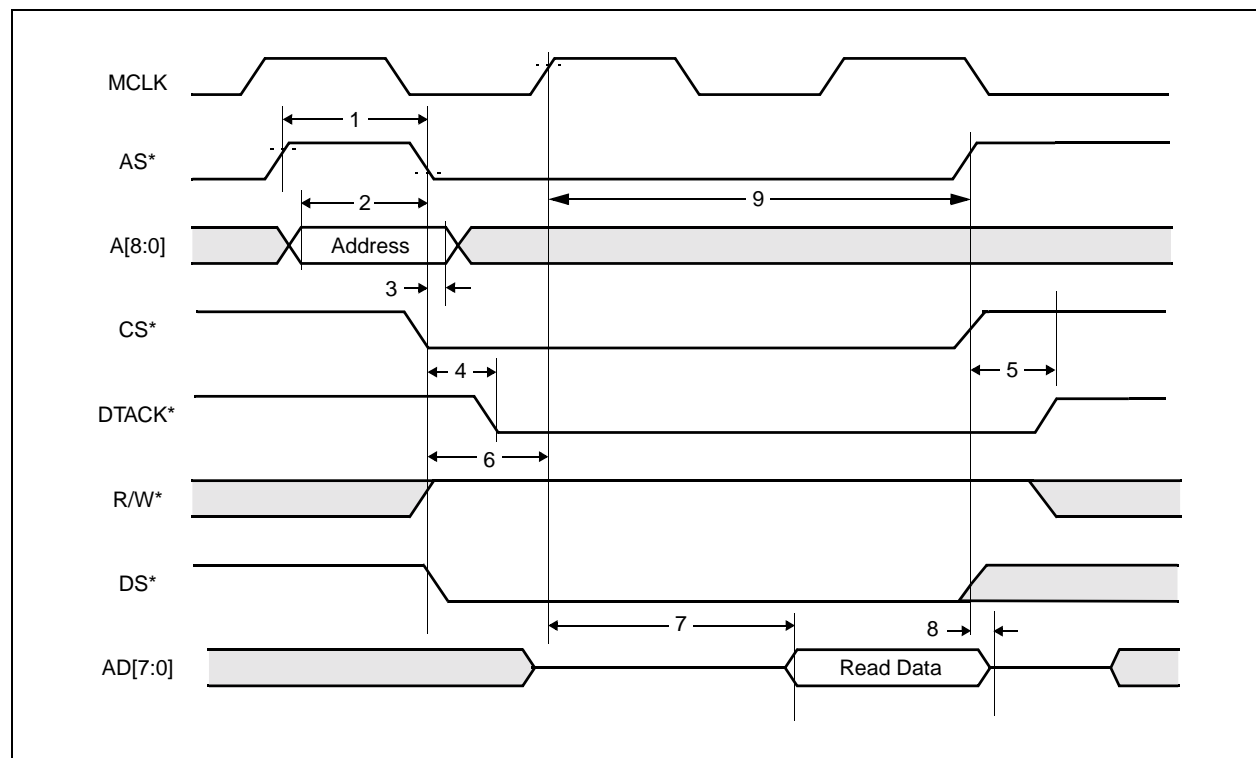 MCLK
1
AS*
2
9
A[8:0]
Address
3
CS*
4
5
DTACK*
6
R/W*
DS*
7
8
AD[7:0]
Read Data